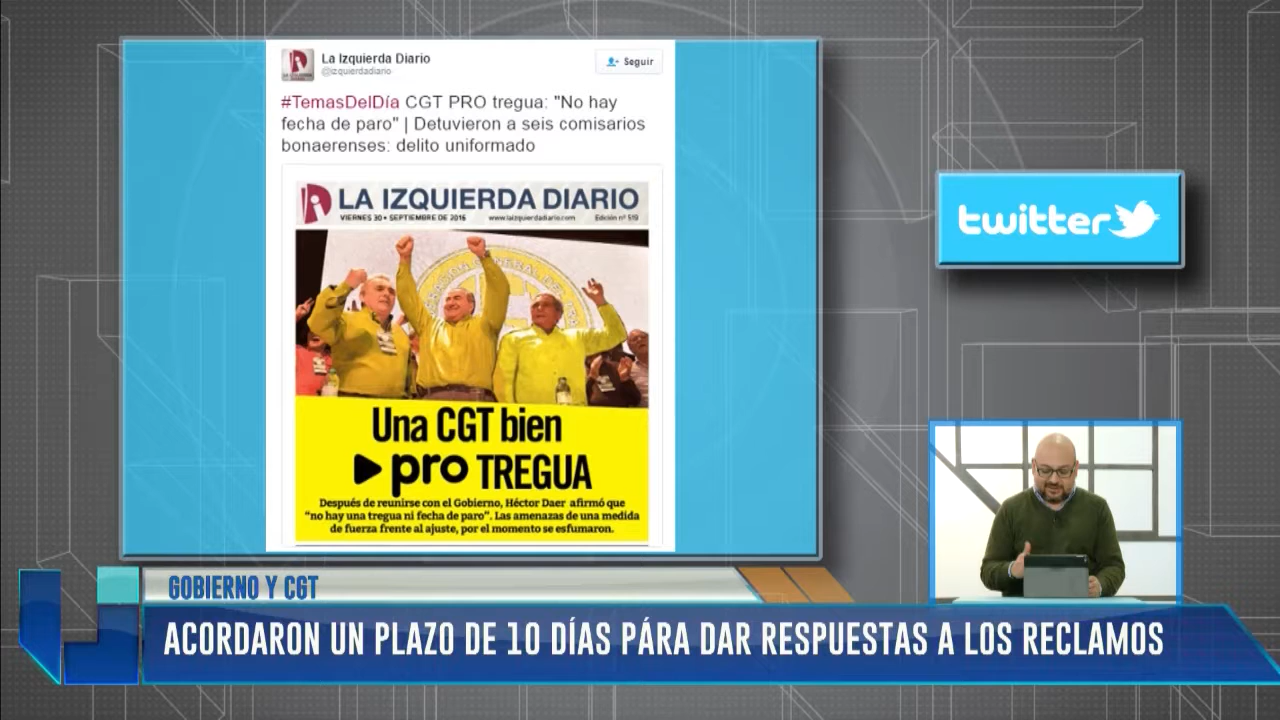 La Izquierda Diario
@izquierdadiario
Seguir
#TemasDelDía CGT PRO tregua: "No hay
fecha de paro" | Detuvieron a seis comisarios
bonaerenses: delito uniformado
LA IZQUIERDA DIARIO
VIERNES 30 • SEPTIEMBRE DE 2016 www.laizquierdadiario.com Edición nº 519
Una CGT bien
pro TREGUA
Después de reunirse con el Gobierno, Héctor Daer afirmó que
"no hay una tregua ni fecha de paro". Las amenazas de una medida
de fuerza frente al ajuste, por el momento se esfumaron.
twitter
GOBIERNO Y CGT
ACORDARON UN PLAZO DE 10 DÍAS PÁRA DAR RESPUESTAS A LOS RECLAMOS